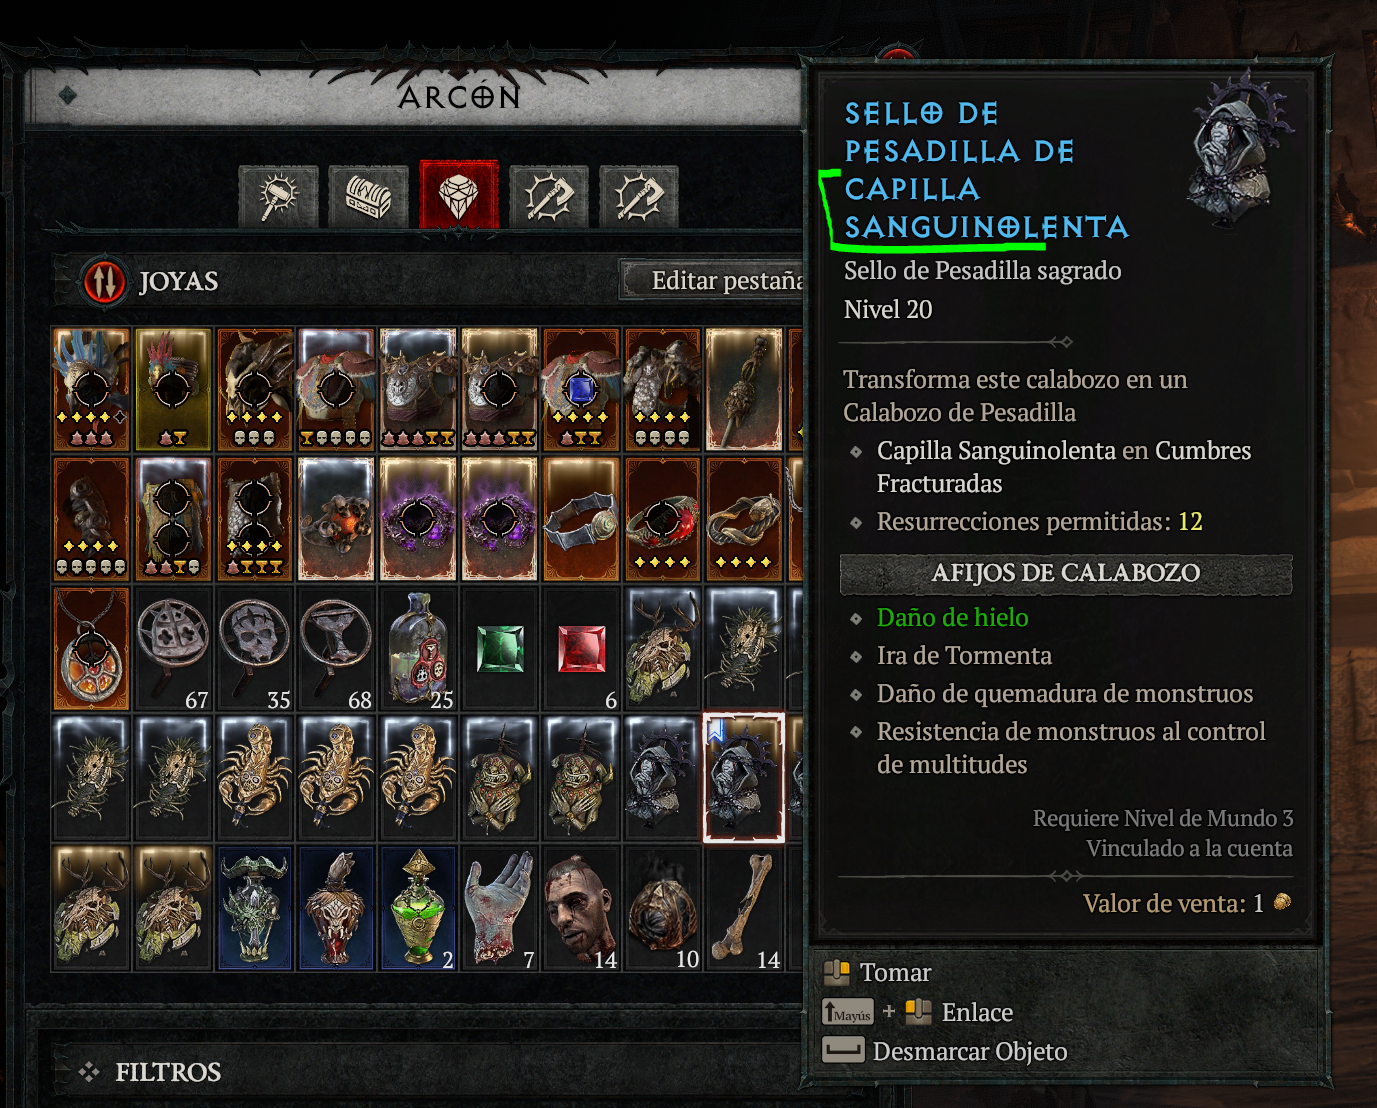 ARCÓN
JOYAS
Editar pestaña
67
35
68
25
6
2
7
14
10
14
FILTROS
SELLO DE
PESADILLA DE
CAPILLA
SANGUINOLENTA
Sello de Pesadilla sagrado
Nivel 20
Transforma este calabozo en un
Calabozo de Pesadilla
Capilla Sanguinolenta en Cumbres
Fracturadas
Resurrecciones permitidas: 12
AFIJOS DE CALABOZO
Daño de hielo
Ira de Tormenta
Daño de quemadura de monstruos
Resistencia de monstruos al control
de multitudes
Requiere Nivel de Mundo 3
Vinculado a la cuenta
Valor de venta: 1
Tomar
Mayús + Enlace
Desmarcar Objeto